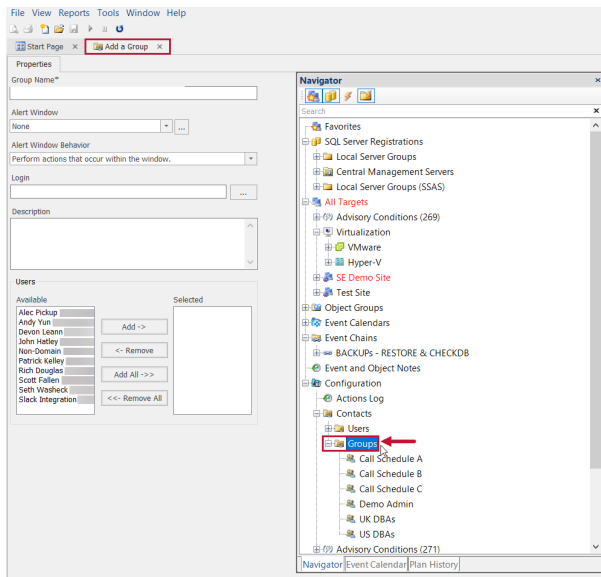 File View Reports Tools Window Help
Start Page × Add a Group ×
Properties
Group Name*
Alert Window
None ...
Alert Window Behavior
Perform actions that occur within the window.
Login
...
Description
Users
Available Selected
Alec Pickup
Andy Yun
Devon Leann
John Hatley
Non-Domain
Patrick Kelley
Rich Douglas
Scott Fallen
Seth Washeck
Slack Integration
Add ->
<- Remove
Add All ->>
<<- Remove All
Navigator ×
Search ×
Favorites
SQL Server Registrations
Local Server Groups
Central Management Servers
Local Server Groups (SSAS)
All Targets
Advisory Conditions (269)
Virtualization
VMware
Hyper-V
SE Demo Site
Test Site
Object Groups
Event Calendars
Event Chains
BACKUPs - RESTORE & CHECKDB
Event and Object Notes
Configuration
Actions Log
Contacts
Users
Groups
Call Schedule A
Call Schedule B
Call Schedule C
Demo Admin
UK DBAs
US DBAs
Advisory Conditions (271)
Navigator Event Calendar Plan History